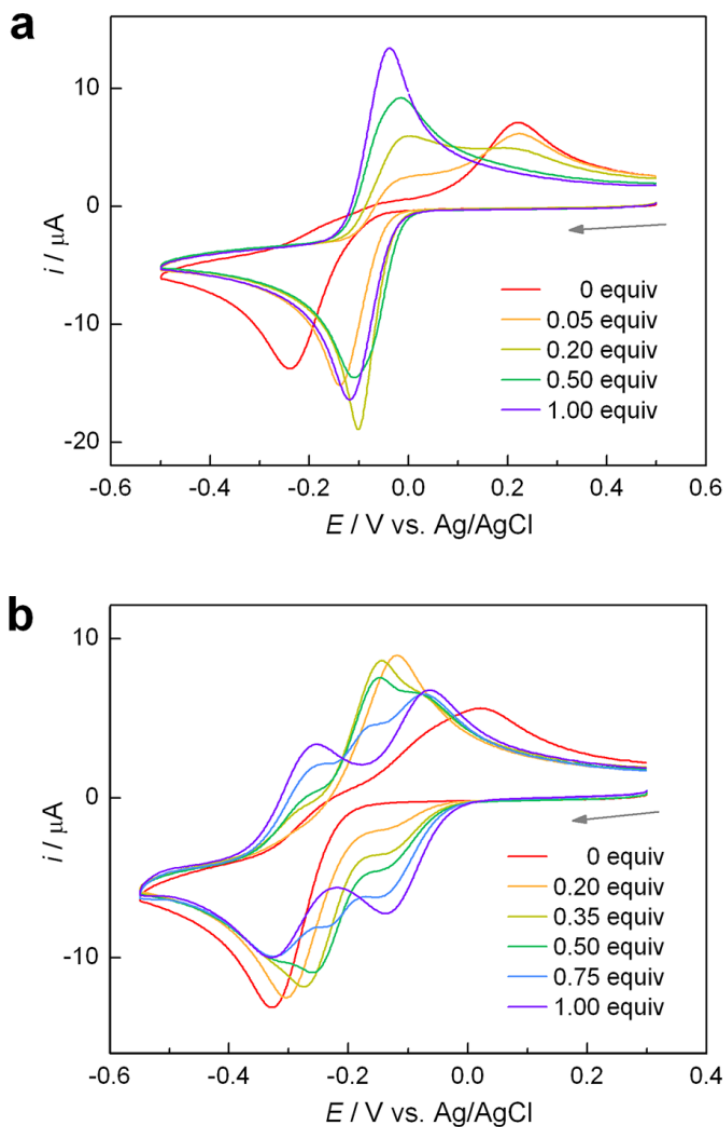 a
10
0
-10
-20
i / μA
0 equiv
0.05 equiv
0.20 equiv
0.50 equiv
1.00 equiv
-0.6
-0.4
-0.2
0.0
0.2
0.4
0.6
E / V vs. Ag/AgCl
b
10
0
-10
i / μA
0 equiv
0.20 equiv
0.35 equiv
0.50 equiv
0.75 equiv
1.00 equiv
-0.6
-0.4
-0.2
0.0
0.2
0.4
E / V vs. Ag/AgCl